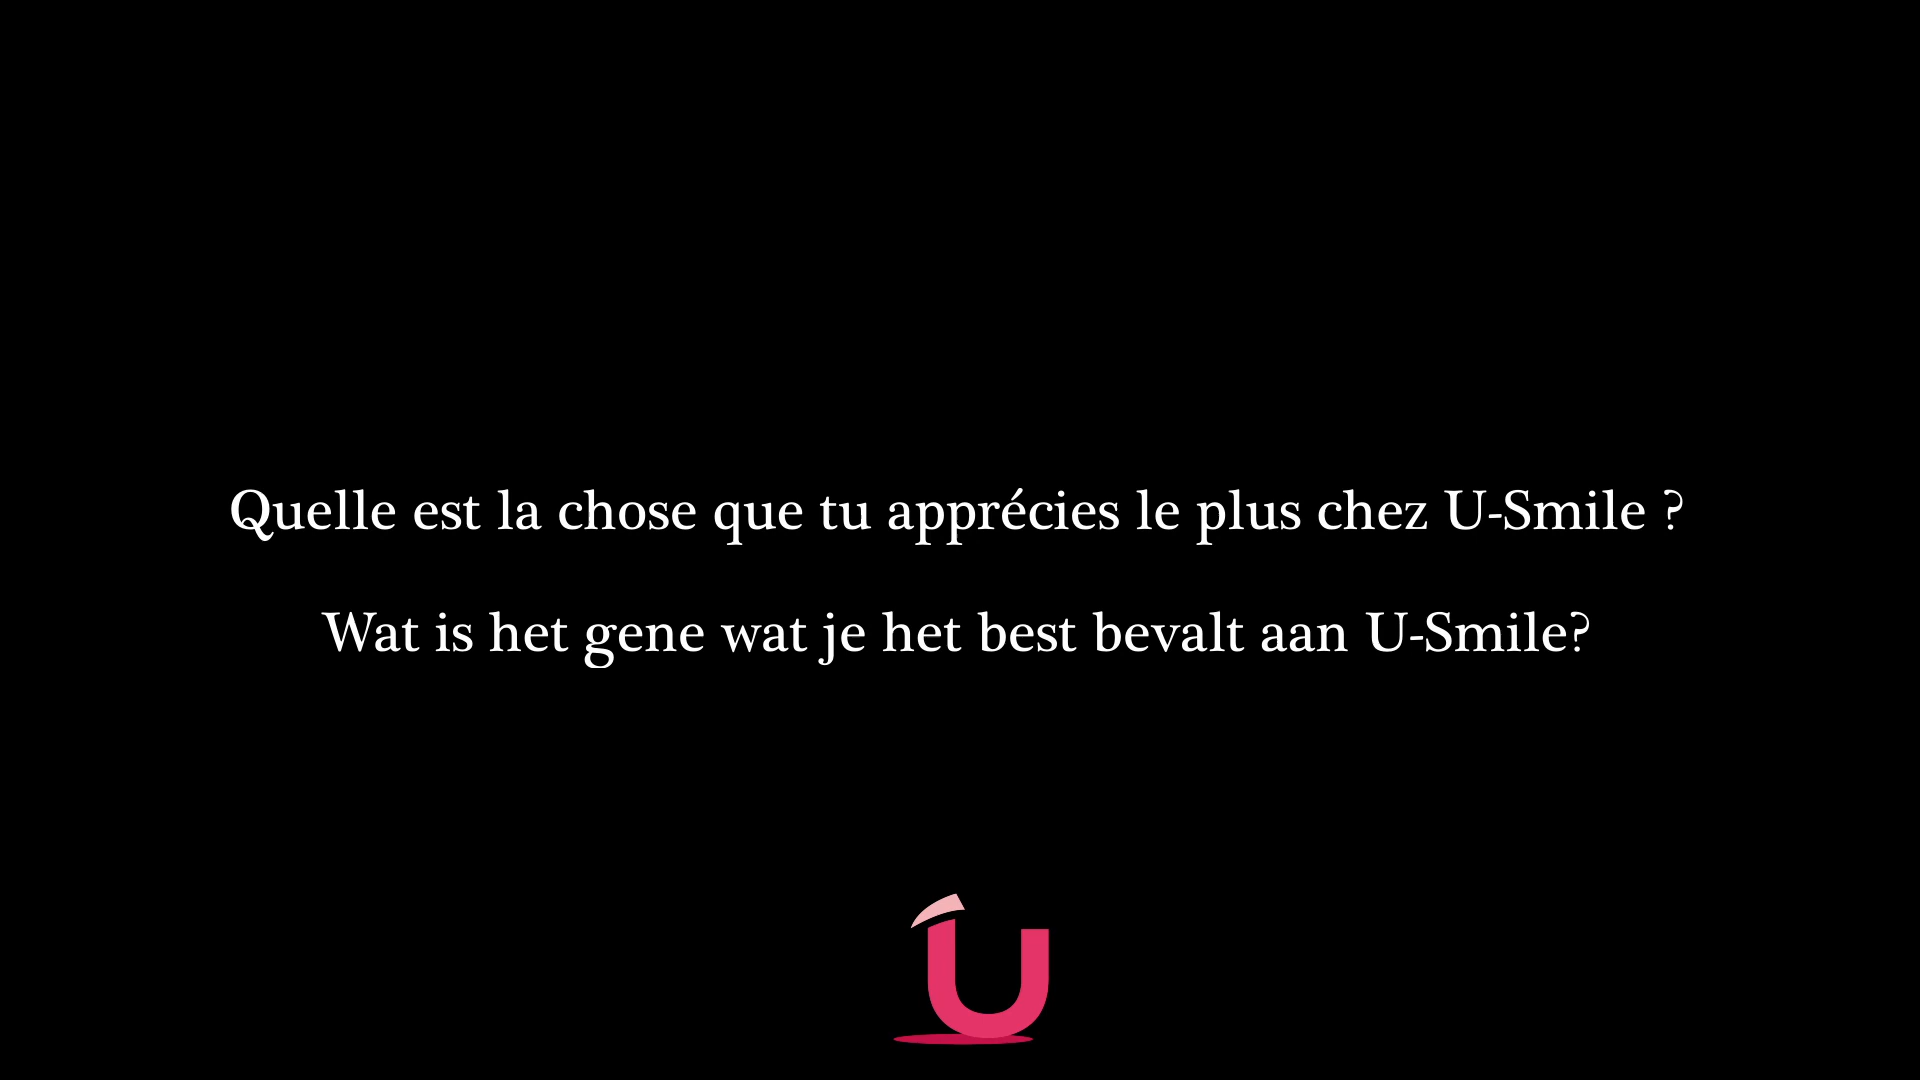 Quelle est la chose que tu apprécies le plus chez U-Smile ?
Wat is het gene wat je het best bevalt aan U-Smile?
U